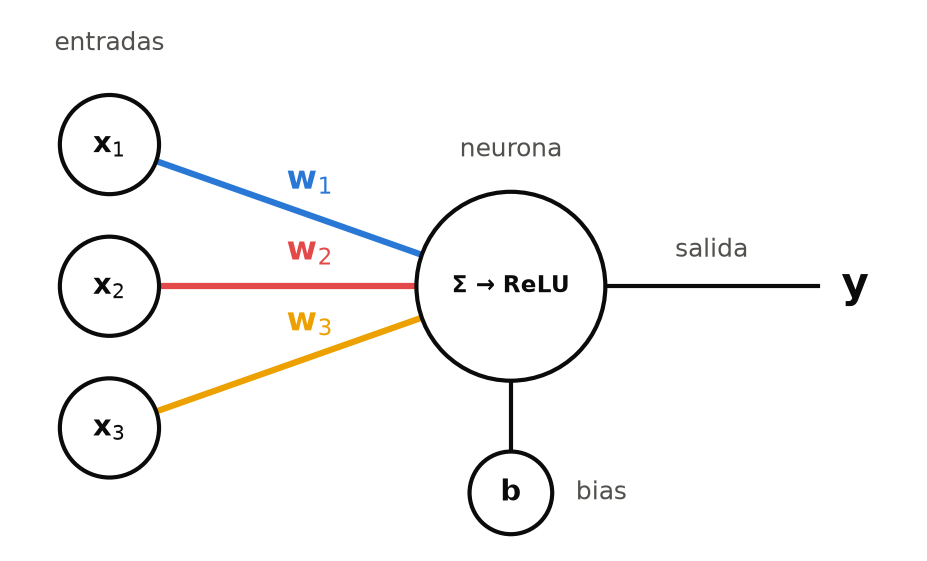 entradas
x₁
w₁
neurona
x₂
w₂
Σ → ReLU
salida
y
w₃
x₃
b
bias